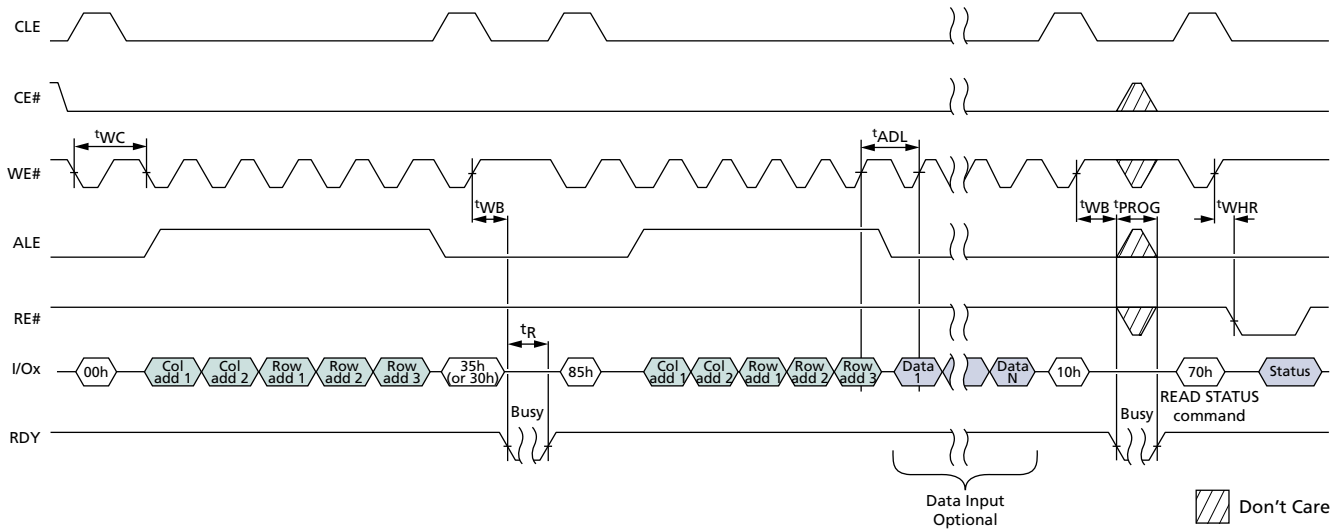 CLE
CE#
tWC
tADL
WE#
tWB
tWB
tPROG
tWHR
ALE
RE#
tR
I/Ox
00h
Col add 1
Col add 2
Row add 1
Row add 2
Row add 3
35h (or 30h)
85h
Col add 1
Col add 2
Row add 1
Row add 2
Row add 3
Data 1
Data N
10h
70h
Status
READ STATUS command
Busy
Busy
RDY
Data Input Optional
Don't Care